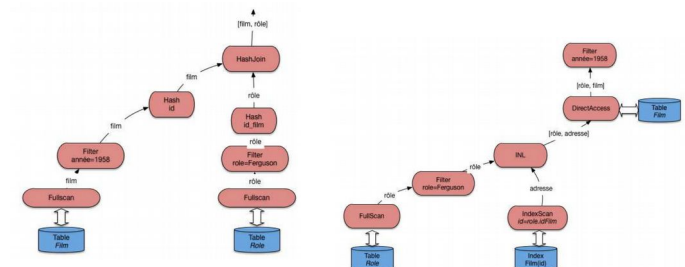 [film, rôle]
HashJoin
film
rôle
Hash
id
Hash
id_film
film
rôle
Filter
année=1958
Filter
role=Ferguson
film
rôle
Fullscan
Fullscan
Table
Film
Table
Role
Filter
année=1958
[rôle, film]
DirectAccess
Table
Film
[rôle, adresse]
INL
rôle
Filter
role=Ferguson
adresse
rôle
FullScan
IndexScan
id=role.idFilm
Table
Role
Index
Film(id)